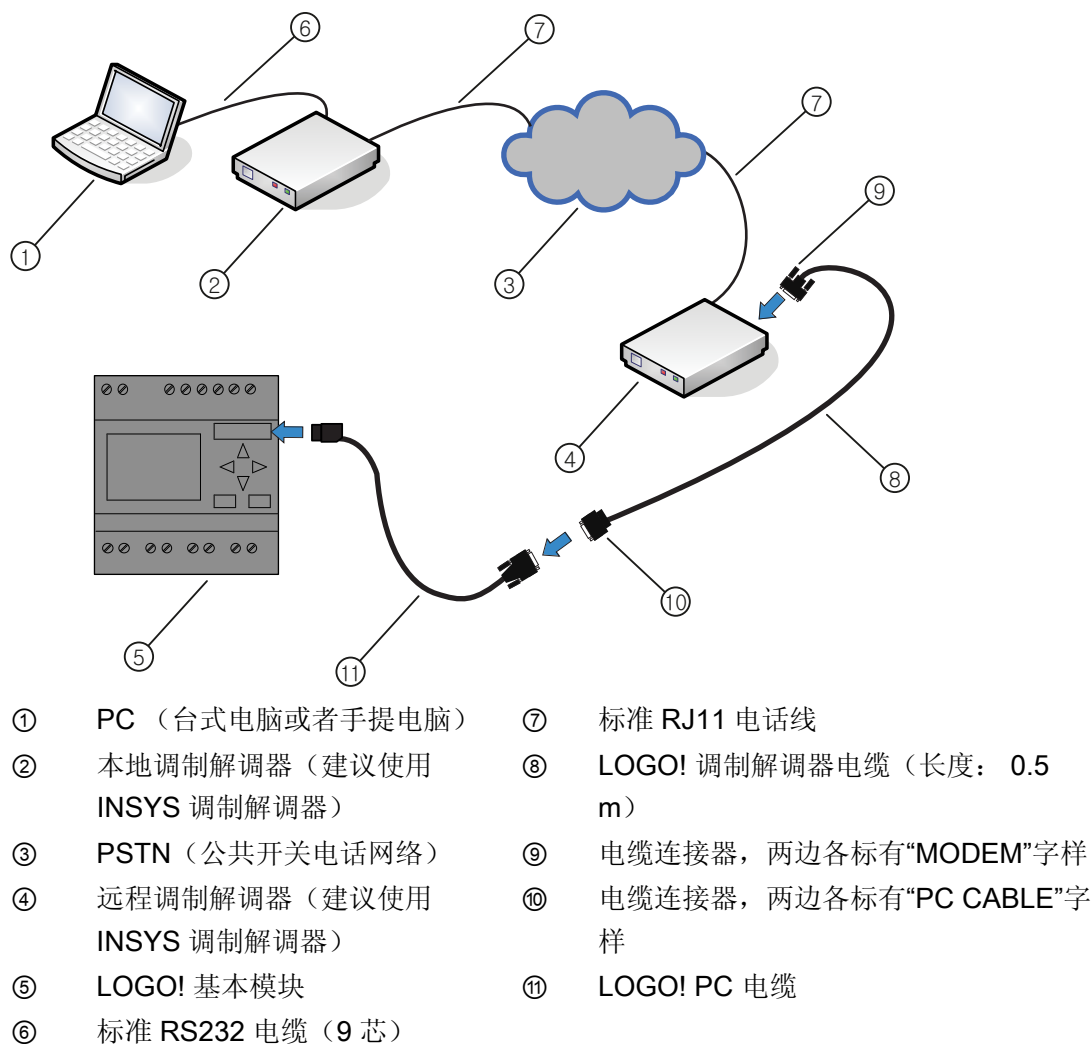 ⑥
⑦
⑦
⑨
①
②
③
④
⑧
⑩
⑤
⑪
① PC （台式电脑或者手提电脑）
② 本地调制解调器（建议使用
INSYS 调制解调器）
③ PSTN（公共开关电话网络）
④ 远程调制解调器（建议使用
INSYS 调制解调器）
⑤ LOGO! 基本模块
⑥ 标准 RS232 电缆（9 芯）
⑦ 标准 RJ11 电话线
⑧ LOGO! 调制解调器电缆（长度： 0.5
m）
⑨ 电缆连接器，两边各标有“MODEM”字样
⑩ 电缆连接器，两边各标有“PC CABLE”字
样
⑪ LOGO! PC 电缆